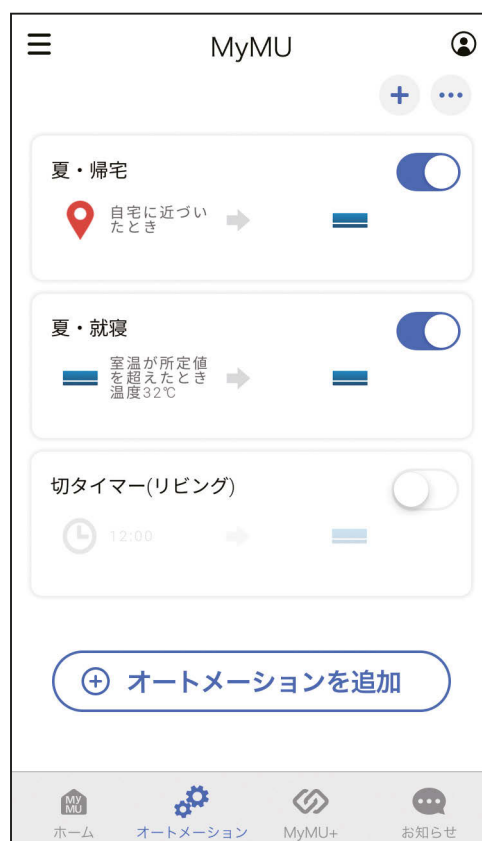 MyMU
夏・帰宅
自宅に近づい
たとき
夏・就寝
室温が所定値
を超えたとき
温度32℃
切タイマー(リビング)
12:00
オートメーションを追加
MY
MU
ホーム
オートメーション
MyMU+
お知らせ